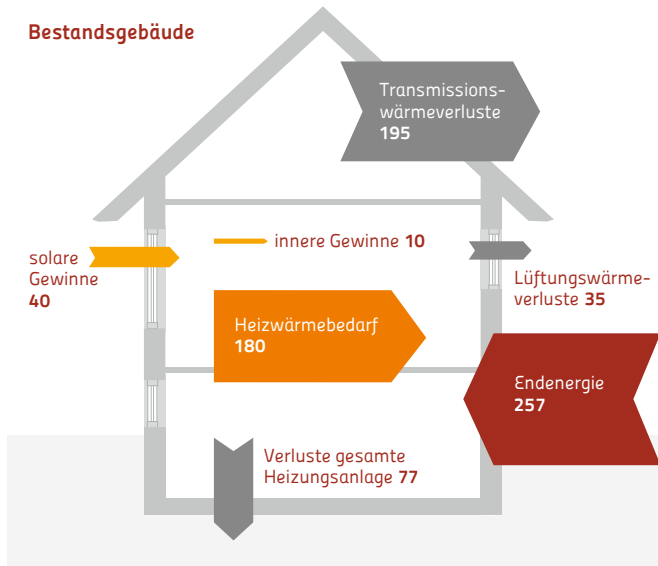 Bestandsgebäude
Transmissions-
wärmeverluste
195
innere Gewinne 10
solare
Gewinne
40
Lüftungswärme-
verluste 35
Heizwärmebedarf
180
Endenergie
257
Verluste gesamte
Heizungsanlage 77